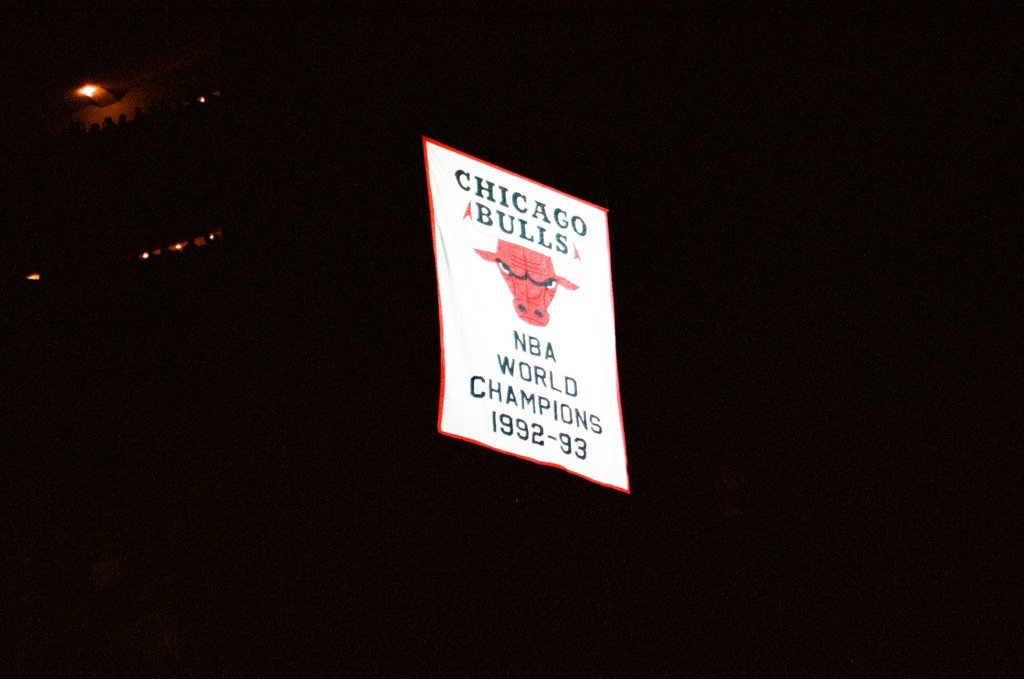 CHICAGO
BULLS
NBA
WORLD
CHAMPIONS
1992-93